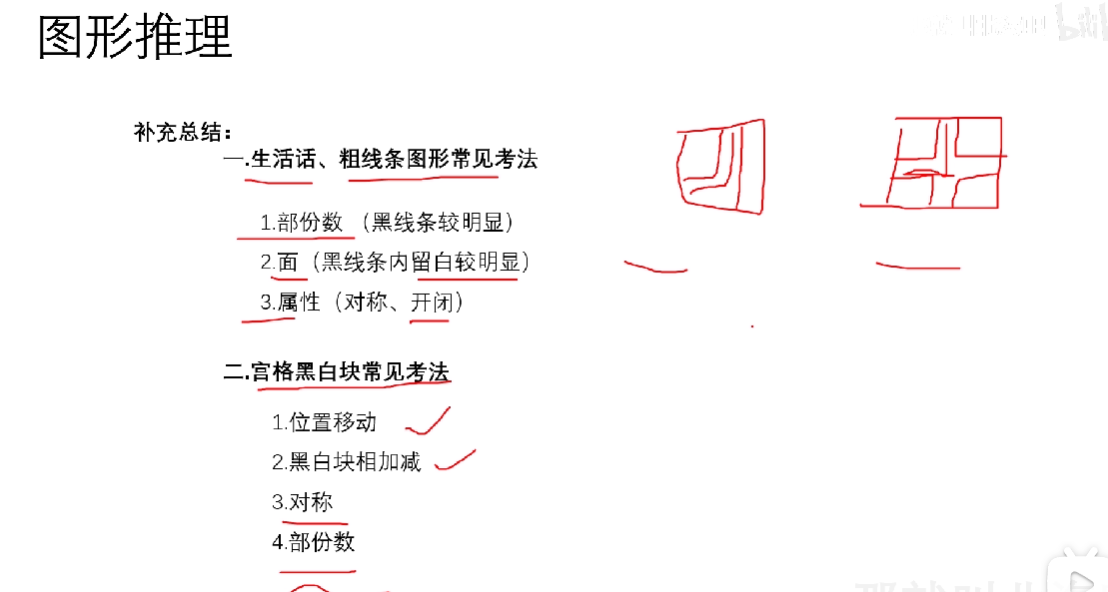 图形推理
补充总结：
一.生活话、粗线条图形常见考法
1.部份数（黑线条较明显）
2.面（黑线条内留白较明显）
3.属性（对称、开闭）
二.宫格黑白块常见考法
1.位置移动
2.黑白块相加减
3.对称
4.部份数